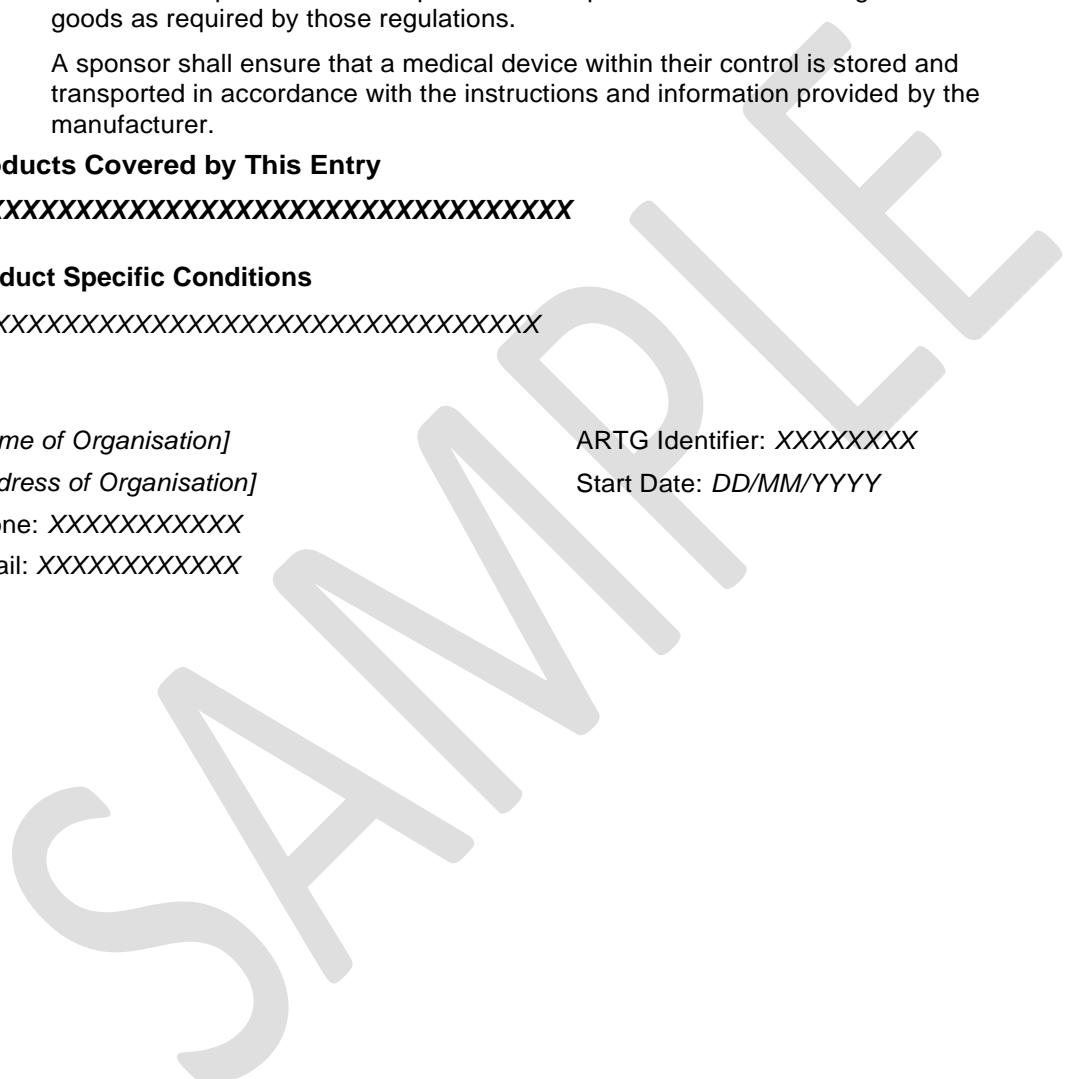 goods as required by those regulations.
A sponsor shall ensure that a medical device within their control is stored and
transported in accordance with the instructions and information provided by the
manufacturer.
oducts Covered by This Entry
XXXXXXXXXXXXXXXXXXXXXXXXXXXXXXXXX
duct Specific Conditions
XXXXXXXXXXXXXXXXXXXXXXXXXXXXXXX
me of Organisation]
dress of Organisation]
one: XXXXXXXXXXX
ail: XXXXXXXXXXXX
ARTG Identifier: XXXXXXXX
Start Date: DD/MM/YYYY
SAMPLE